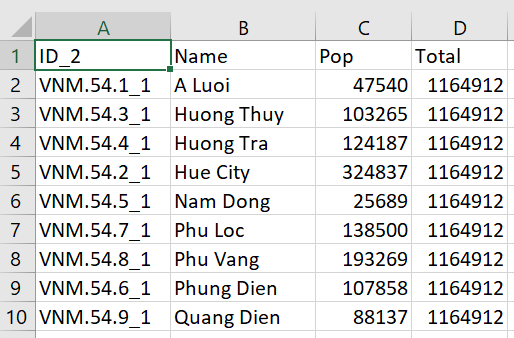 A B C D
1 ID_2 Name Pop Total
2 VNM.54.1_1 A Luoi 47540 1164912
3 VNM.54.3_1 Huong Thuy 103265 1164912
4 VNM.54.4_1 Huong Tra 124187 1164912
5 VNM.54.2_1 Hue City 324837 1164912
6 VNM.54.5_1 Nam Dong 25689 1164912
7 VNM.54.7_1 Phu Loc 138500 1164912
8 VNM.54.8_1 Phu Vang 193269 1164912
9 VNM.54.6_1 Phung Dien 107858 1164912
10 VNM.54.9_1 Quang Dien 88137 1164912